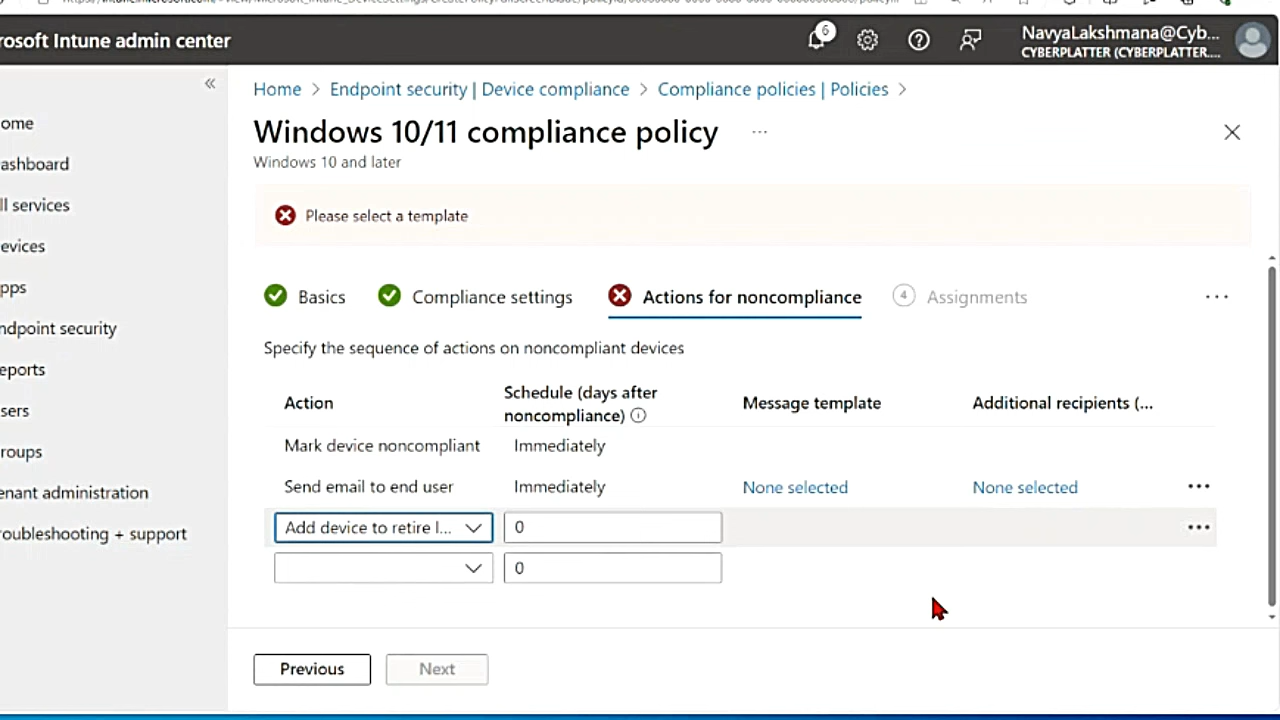 rosoft Intune admin center
6
NavyaLakshmana@Cyb...
CYBERPLATTER (CYBERPLATTER....
«
Home > Endpoint security | Device compliance > Compliance policies | Policies >
ome
Windows 10/11 compliance policy ...
Windows 10 and later
ashboard
ll services
Please select a template
evices
pps
Basics
Compliance settings
Actions for noncompliance
4 Assignments
...
ndpoint security
Specify the sequence of actions on noncompliant devices
eports
Action
Schedule (days after
noncompliance)
Message template
Additional recipients (...
sers
Mark device noncompliant
Immediately
roups
Send email to end user
Immediately
None selected
None selected
...
enant administration
Add device to retire l...
0
...
roubleshooting + support
0
Previous
Next